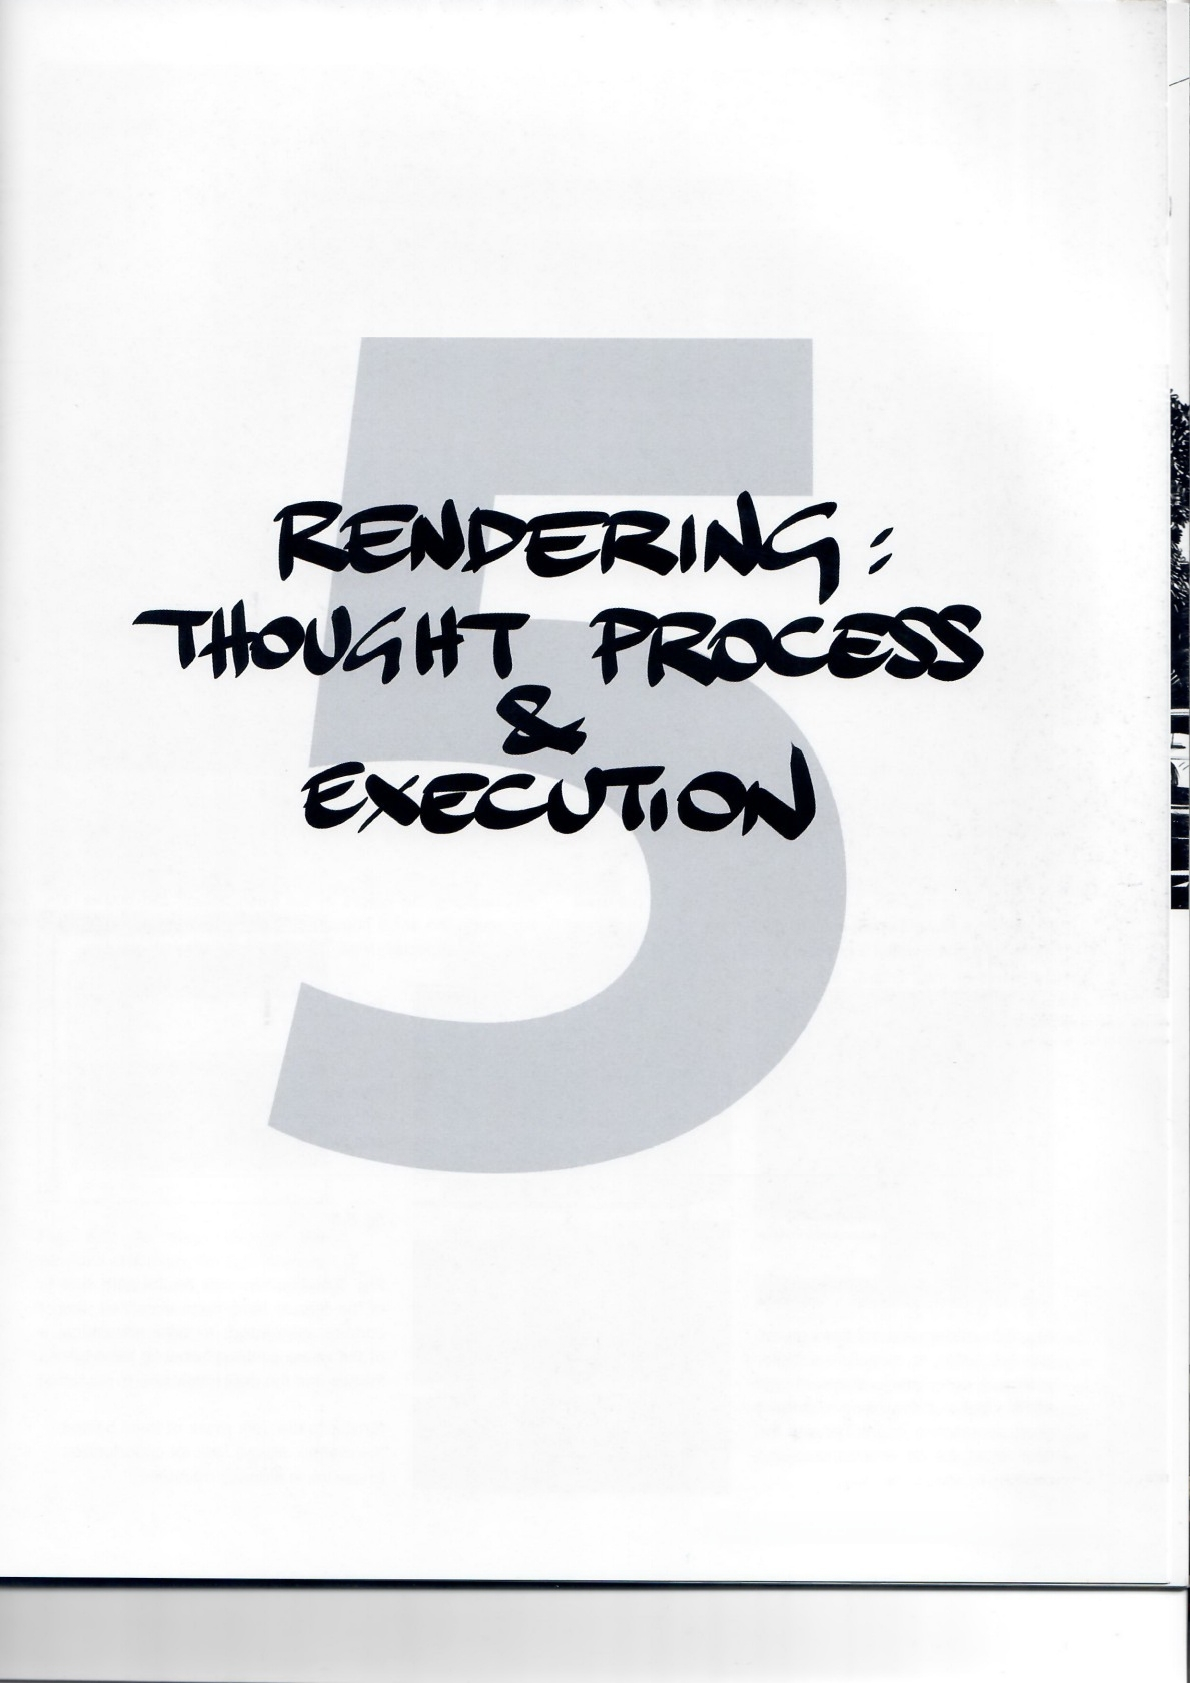 5
RENDERING:
THOUGHT PROCESS
&
EXECUTION